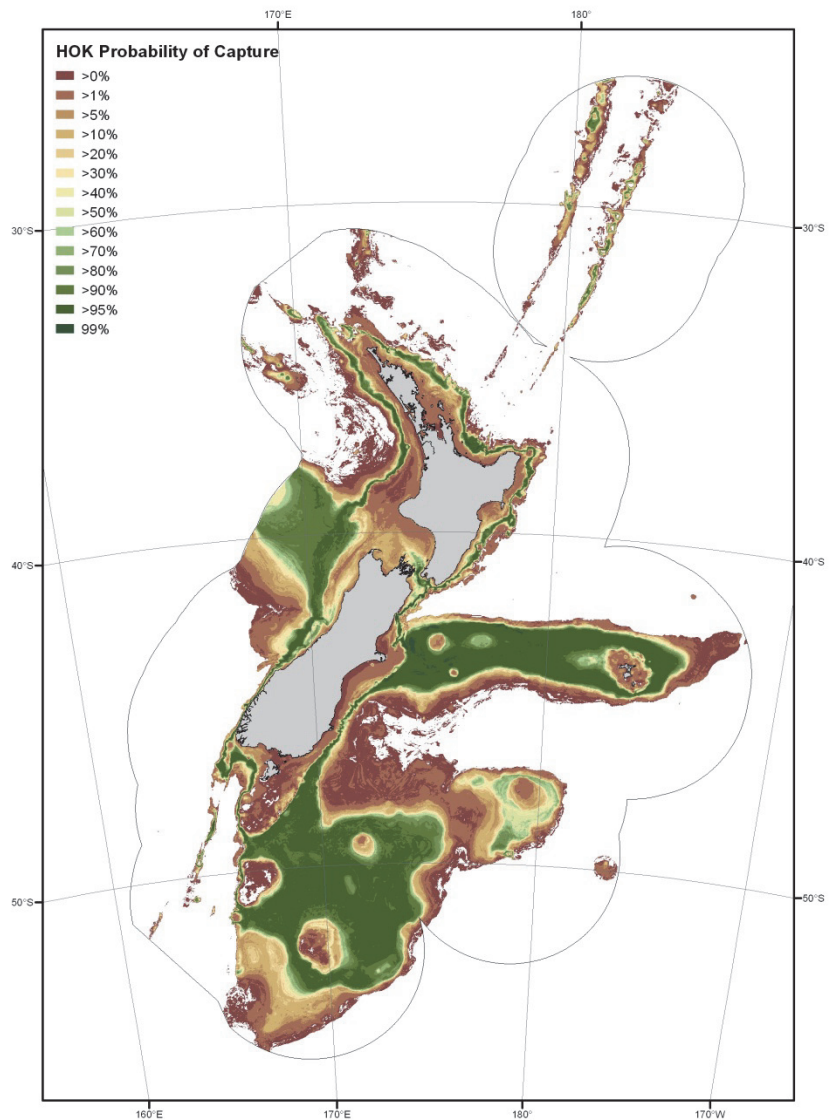 170°E
180°
HOK Probability of Capture
>0%
>1%
>5%
>10%
>20%
>30%
>40%
>50%
>60%
>70%
>80%
>90%
>95%
99%
30°S
30°S
40°S
40°S
50°S
50°S
160°E
170°E
180°
170°W